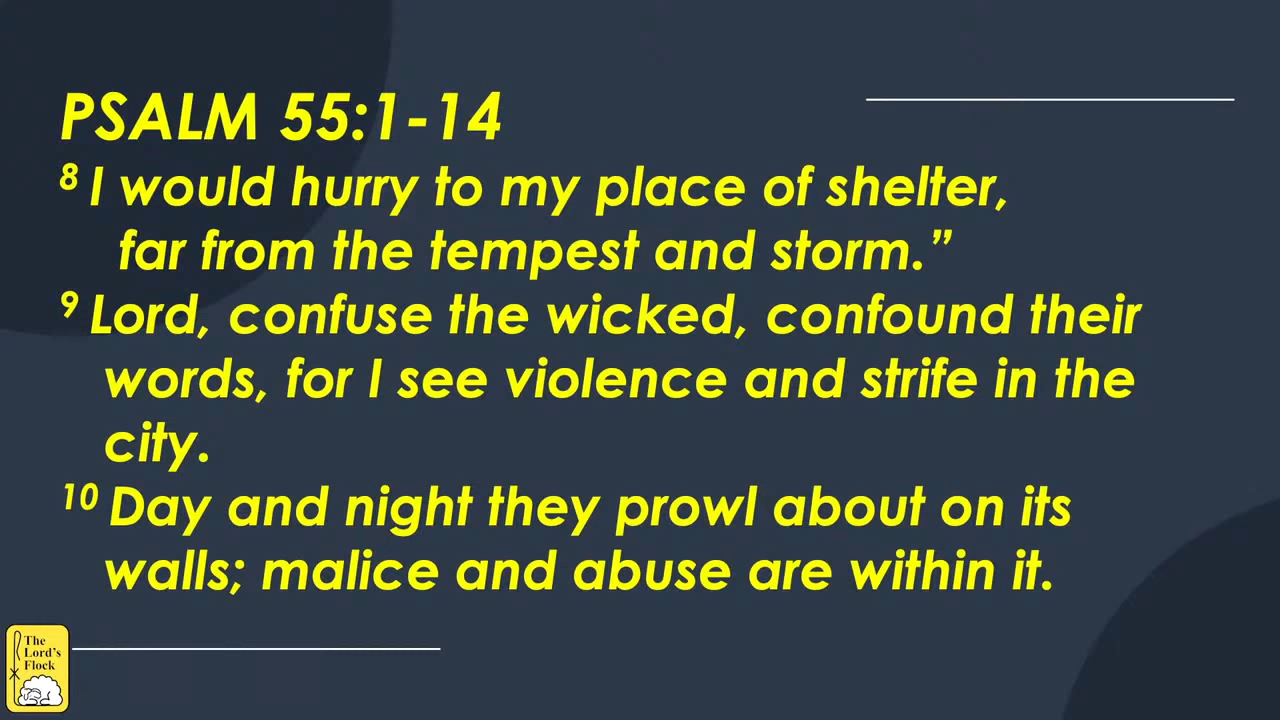 PSALM 55:1-14
8 I would hurry to my place of shelter,
far from the tempest and storm.”
9 Lord, confuse the wicked, confound their
words, for I see violence and strife in the
city.
10 Day and night they prowl about on its
walls; malice and abuse are within it.
The
Lord's
Flock